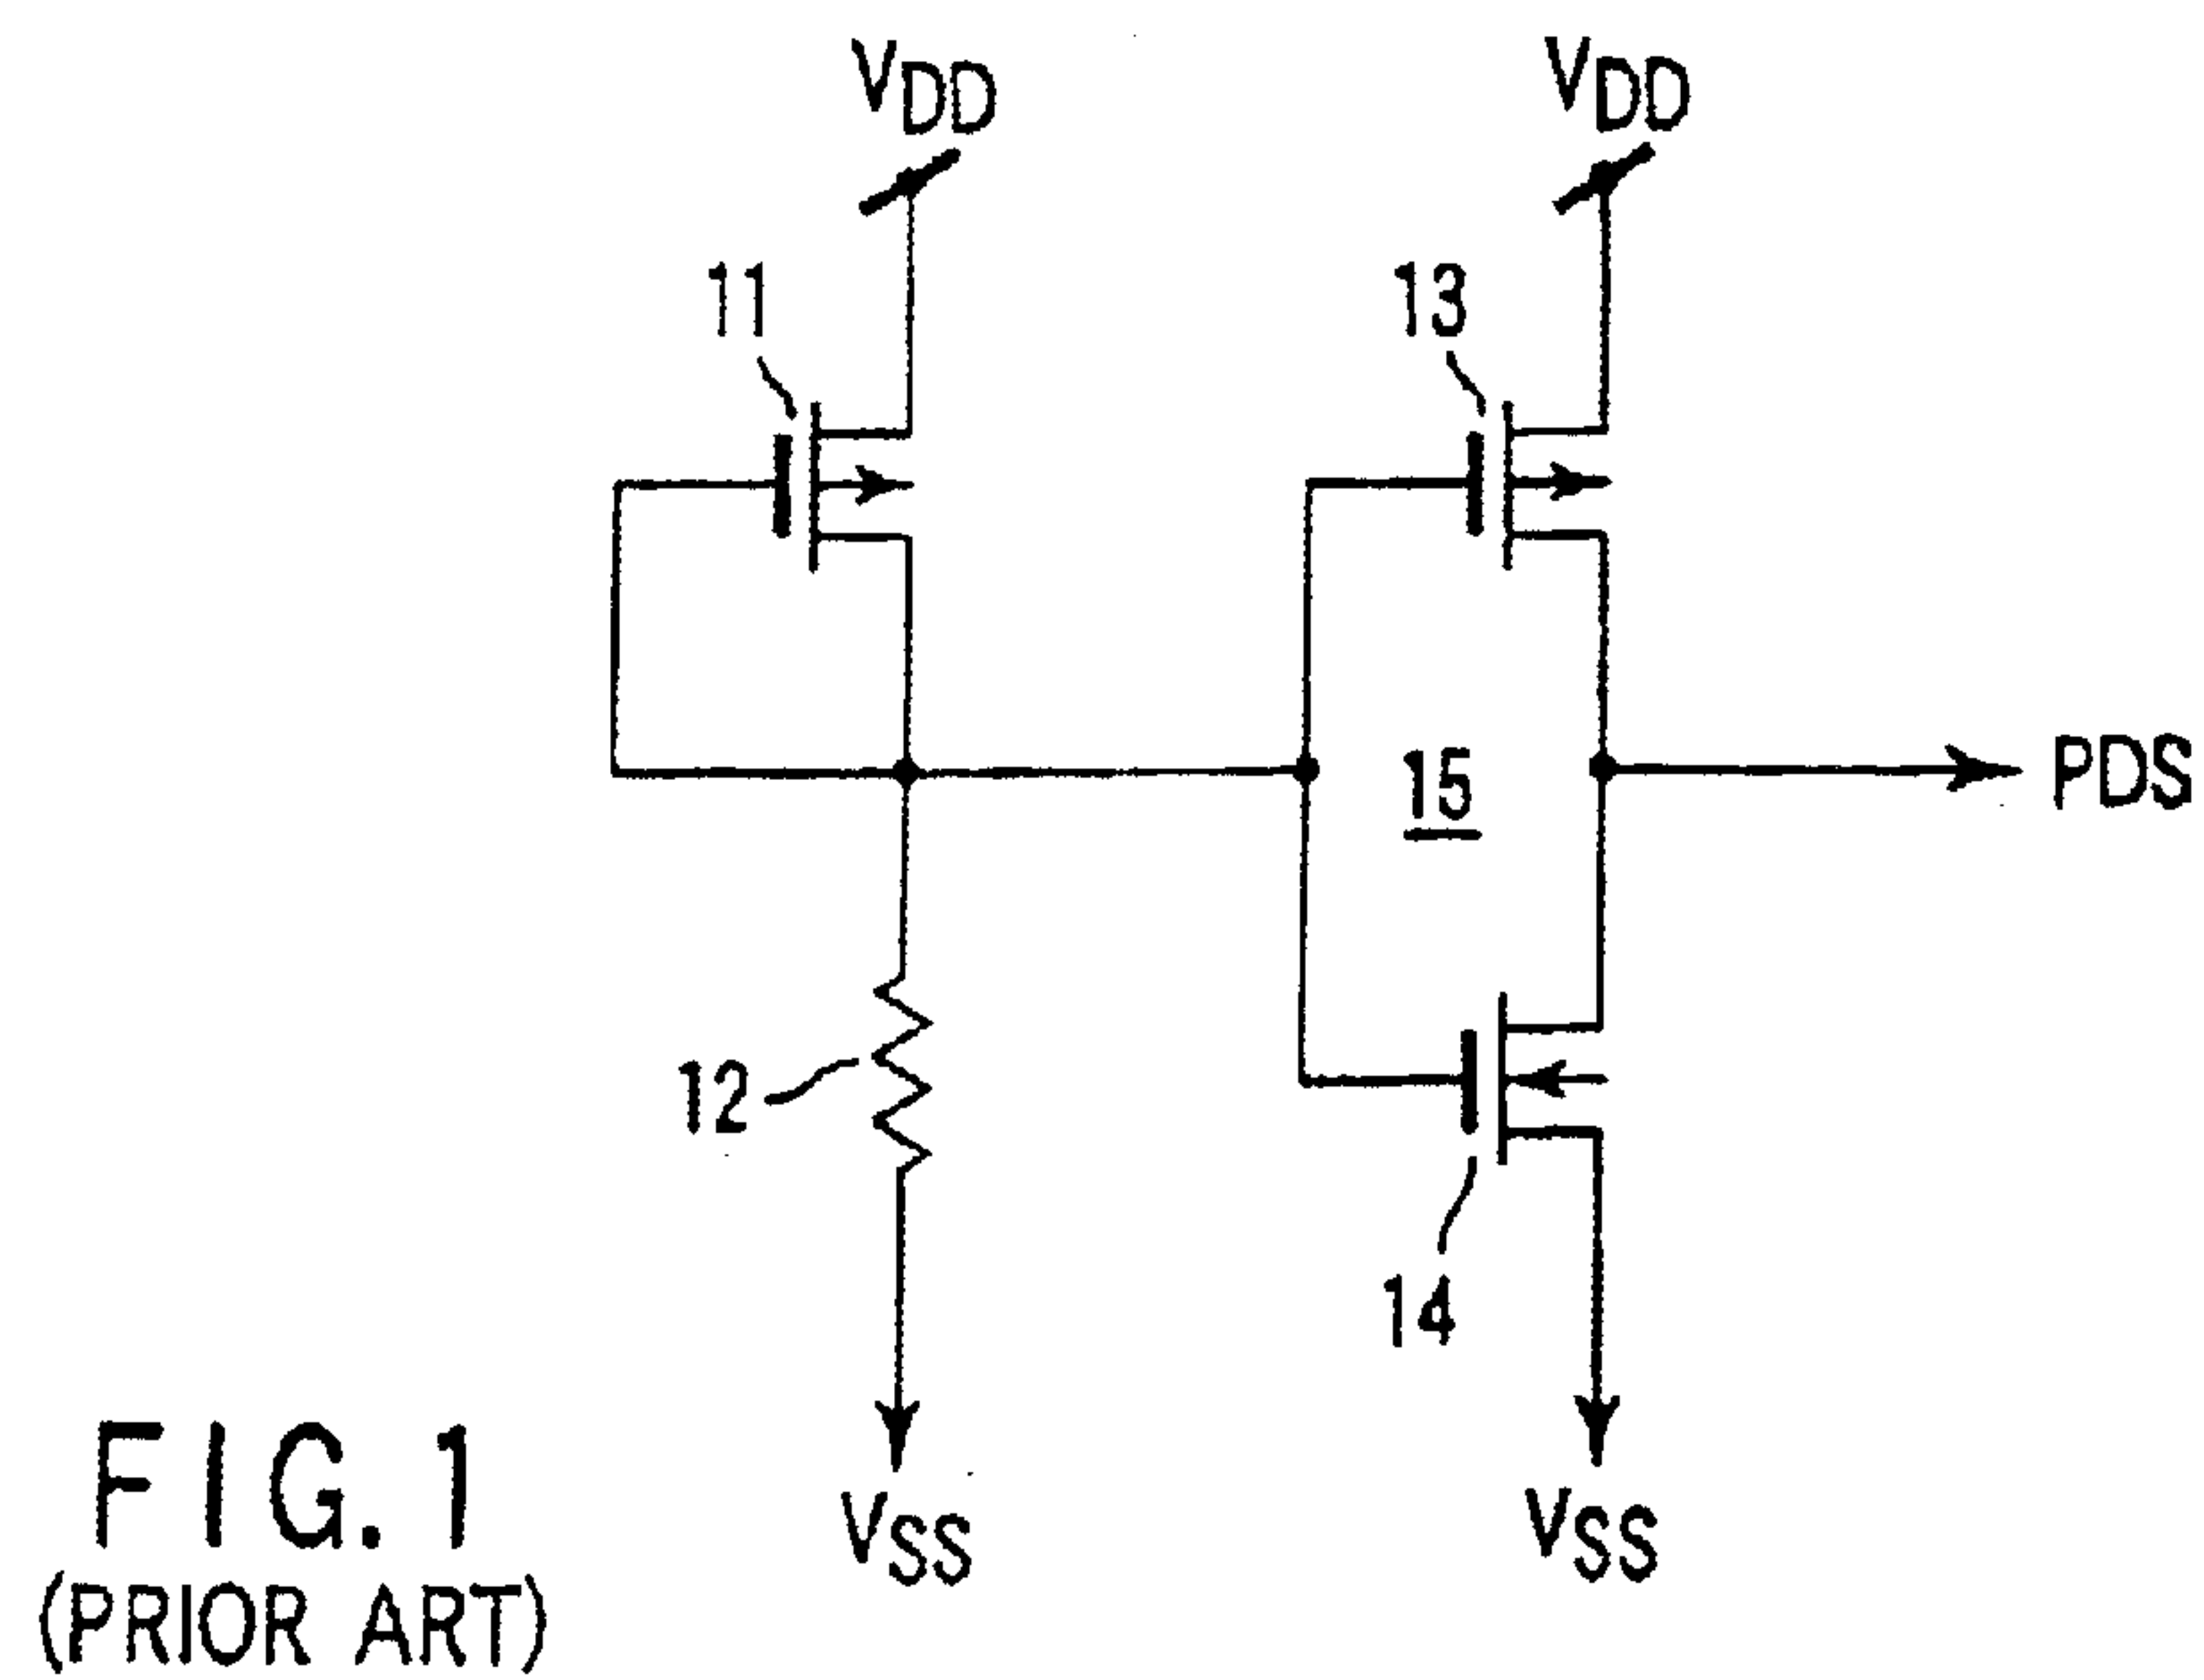 VDD
VDD
11
13
15
PDS
12
14
VSS
VSS
FIG. 1
(PRIOR ART)